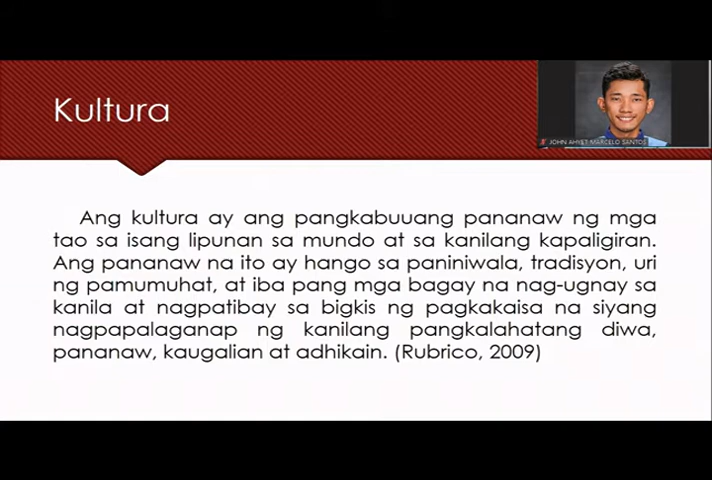 Kultura
JOHN AHVET MARCELO SANTOS
Ang kultura ay ang pangkabuuang pananaw ng mga
tao sa isang lipunan sa mundo at sa kanilang kapaligiran.
Ang pananaw na ito ay hango sa paniniwala, tradisyon, uri
ng pamumuhat, at iba pang mga bagay na nag-ugnay sa
kanila at nagpatibay sa bigkis ng pagkakaisa na siyang
nagpapalaganap ng kanilang pangkalahatang diwa,
pananaw, kaugalian at adhikain. (Rubrico, 2009)